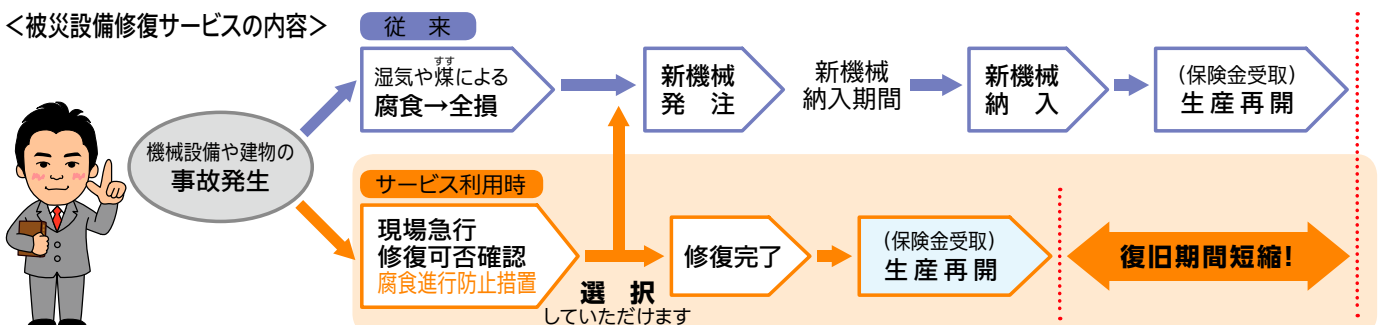 <被災設備修復サービスの内容>
従 来
機械設備や建物の
事故発生
すす
湿気や煤による
腐食→全損
新機械
発 注
新機械
納入期間
新機械
納 入
(保険金受取)
生産再開
サービス利用時
現場急行
修復可否確認
腐食進行防止措置
選 択
していただけます
修復完了
(保険金受取)
生産再開
復旧期間短縮!